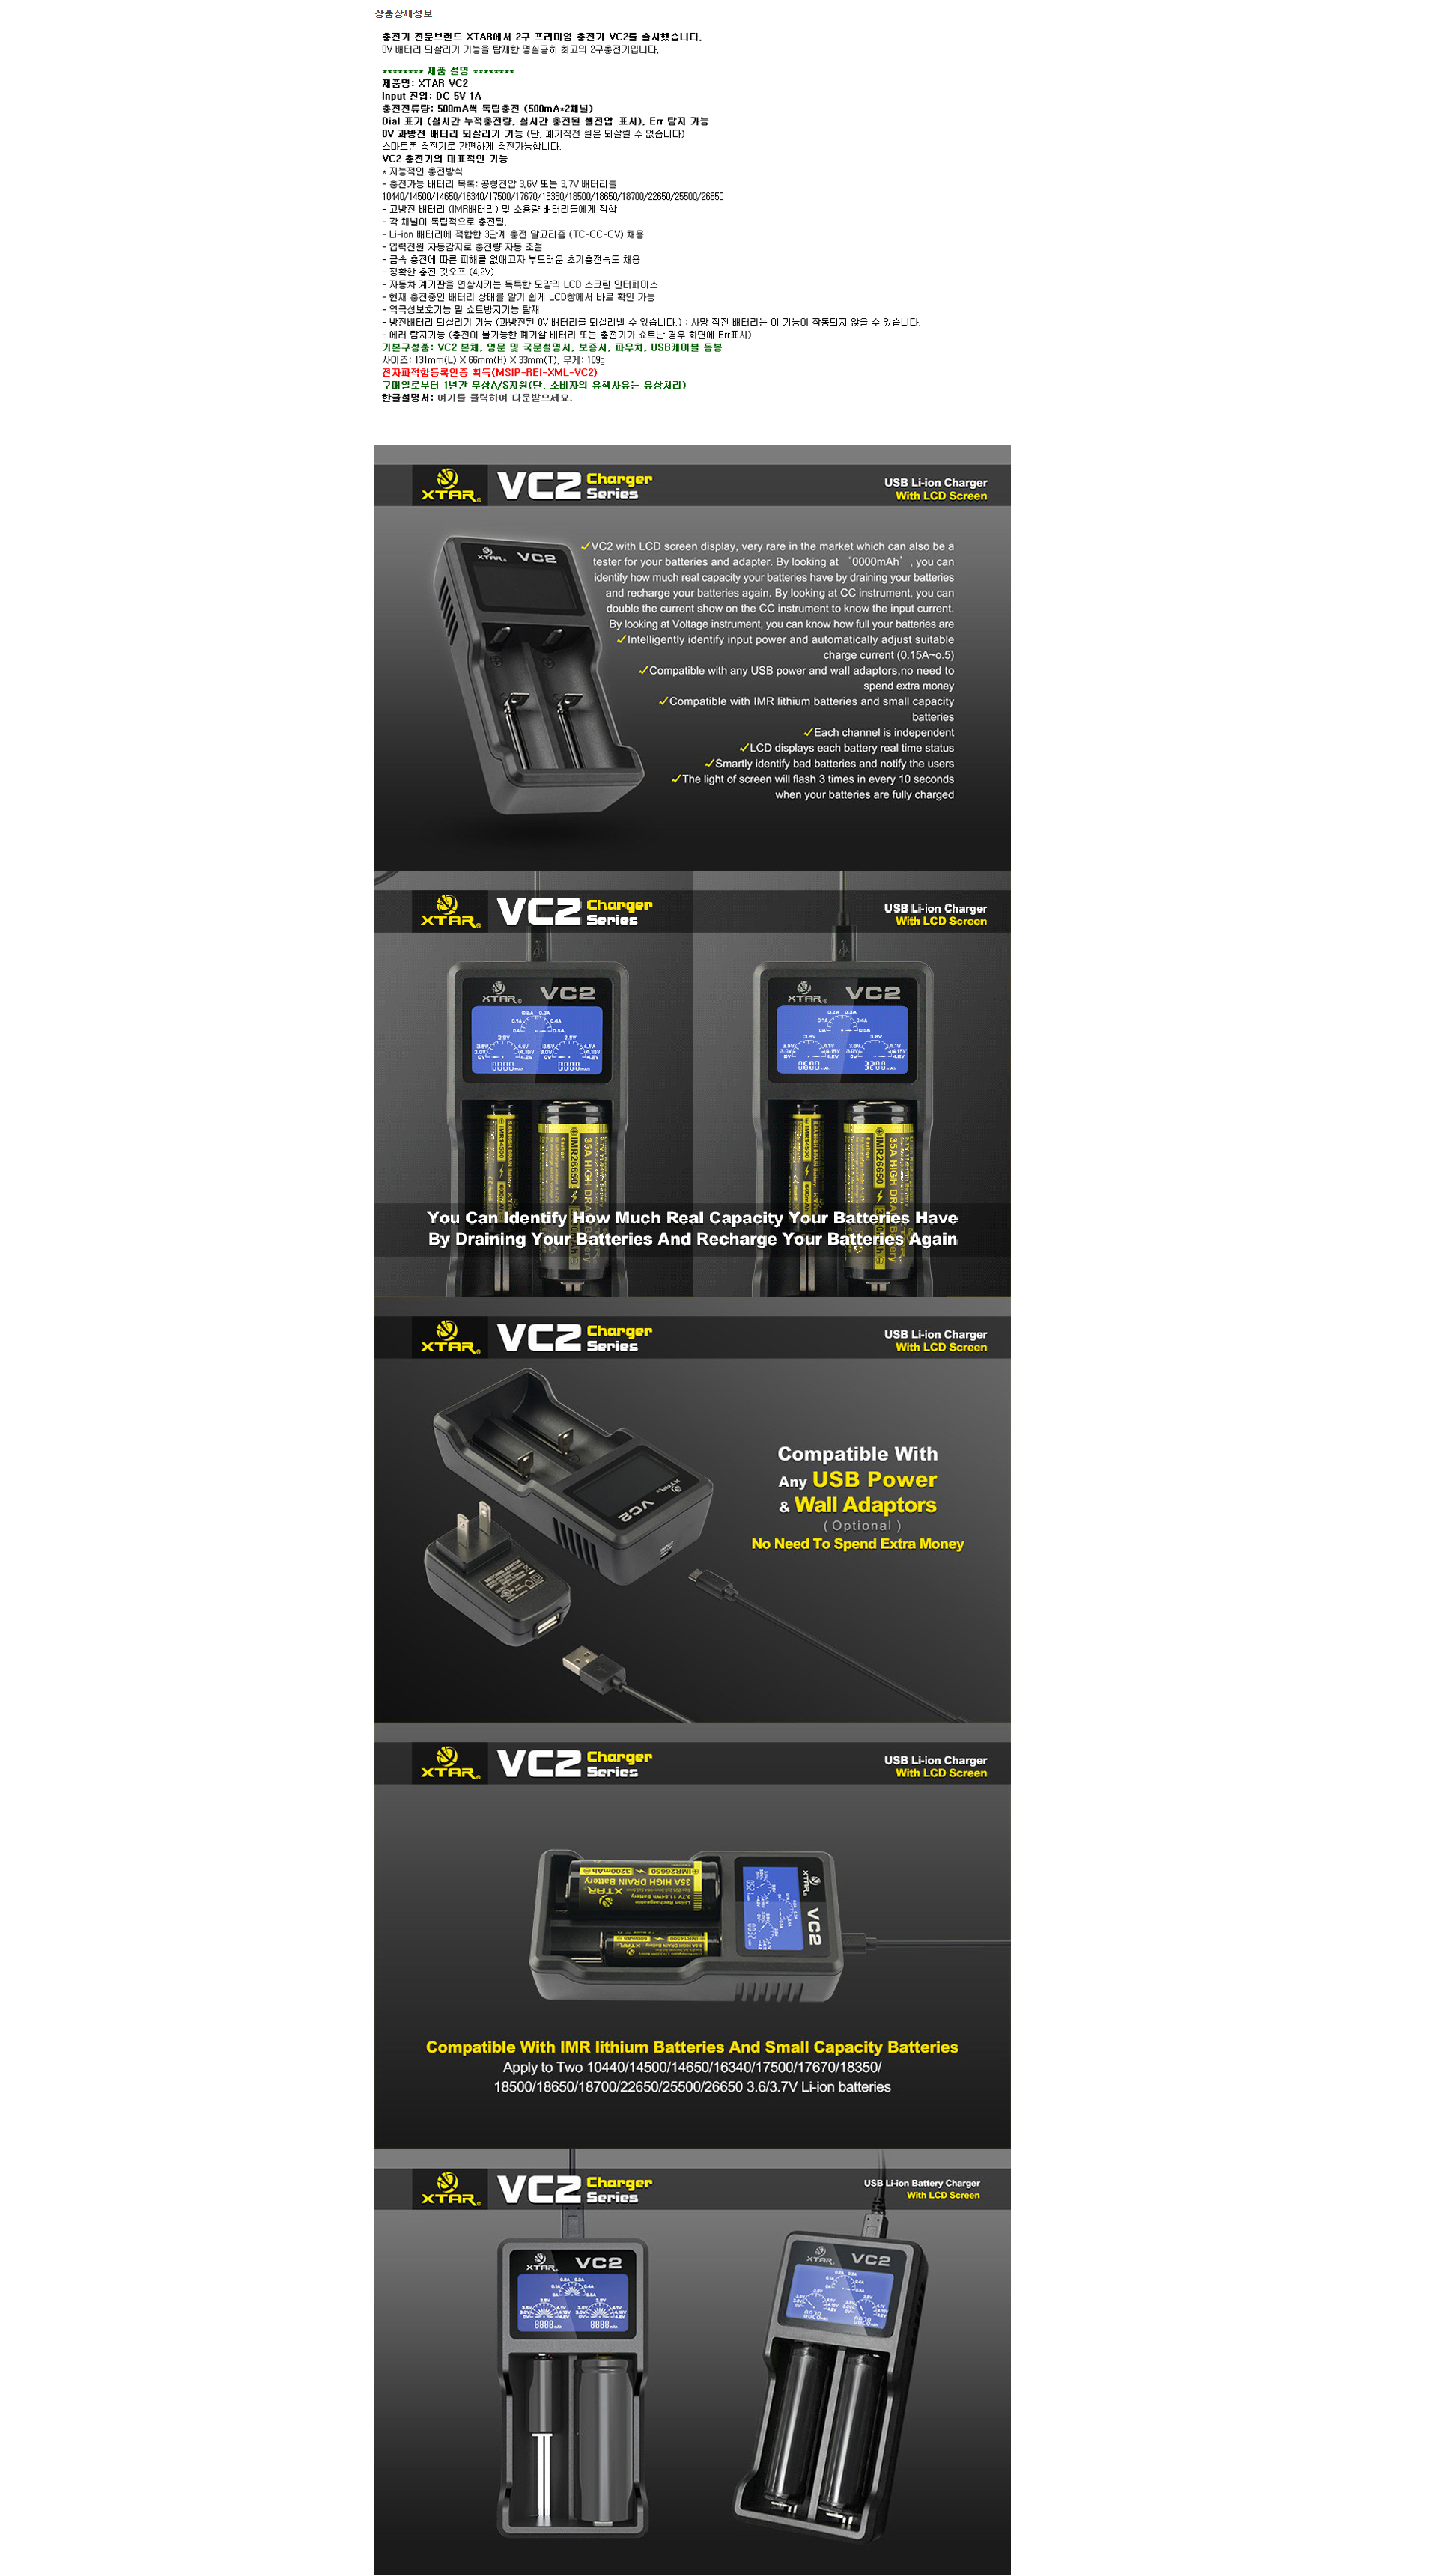 상품상세정보
충전기 전문브랜드 XTAR에서 2구 프리미엄 충전기 VC2를 출시했습니다.
0V 배터리 되살리기 기능을 탑재한 명실공히 최고의 2구충전기입니다.
******** 제품 설명 ********
제품명: XTAR VC2
Input 전압: DC 5V 1A
충전전류량: 500mA씩 독립충전 (500mA*2채널)
Dial 표기 (실시간 누적충전량, 실시간 충전된 셀전압 표시), Err 탐지 가능
0V 과방전 배터리 되살리기 기능 (단, 폐기직전 셀은 되살릴 수 없습니다)
스마트폰 충전기로 간편하게 충전가능합니다.
VC2 충전기의 대표적인 기능
* 지능적인 충전방식
- 충전가능 배터리 목록: 공칭전압 3.6V 또는 3.7V 배터리들
10440/14500/14650/16340/17500/17670/18350/18500/18650/18700/22650/25500/26650
- 고방전 배터리 (IMR배터리) 및 소용량 배터리들에게 적합
- 각 채널이 독립적으로 충전됨.
- Li-ion 배터리에 적합한 3단계 충전 알고리즘 (TC-CC-CV) 채용
- 입력전원 자동감지로 충전량 자동 조절
- 급속 충전에 따른 피해를 없애고자 부드러운 초기충전속도 채용
- 정확한 충전 컷오프 (4.2V)
- 자동차 계기판을 연상시키는 독특한 모양의 LCD 스크린 인터페이스
- 현재 충전중인 배터리 상태를 알기 쉽게 LCD창에서 바로 확인 가능
- 역극성보호기능 밑 쇼트방지기능 탑재
- 방전배터리 되살리기 기능 (과방전된 0V 배터리를 되살려낼 수 있습니다.) : 사망 직전 배터리는 이 기능이 작동되지 않을 수 있습니다.
- 에러 탐지기능 (충전이 불가능한 폐기할 배터리 또는 충전기가 쇼트난 경우 화면에 Err표시)
기본구성품: VC2 본체, 영문 및 국문설명서, 보증서, 파우치, USB케이블 동봉
사이즈: 131mm(L) X 66mm(H) X 33mm(T), 무게: 109g
전자파적합등록인증 획득(MSIP-REI-XML-VC2)
구매일로부터 1년간 무상A/S지원(단, 소비자의 유책사유는 유상처리)
한글설명서: 여기를 클릭하여 다운받으세요.
XTAR® VC2 Charger Series
USB Li-ion Charger
With LCD Screen
XTAR® VC2
VC2 with LCD screen display, very rare in the market which can also be a
tester for your batteries and adapter. By looking at ‘0000mAh’, you can
identify how much real capacity your batteries have by draining your batteries
and recharge your batteries again. By looking at CC instrument, you can
double the current show on the CC instrument to know the input current.
By looking at Voltage instrument, you can know how full your batteries are
Intelligently identify input power and automatically adjust suitable
charge current (0.15A~o.5)
Compatible with any USB power and wall adaptors,no need to
spend extra money
Compatible with IMR lithium batteries and small capacity
batteries
Each channel is independent
LCD displays each battery real time status
Smartly identify bad batteries and notify the users
The light of screen will flash 3 times in every 10 seconds
when your batteries are fully charged
XTAR® VC2 Charger Series
USB Li-ion Charger
With LCD Screen
XTAR® VC2
XTAR® VC2
0000mAh 0000mAh
0600mAh 3200mAh
IMR26650
35A HIGH DRAIN Battery
IMR26650
35A HIGH DRAIN Battery
You Can Identify How Much Real Capacity Your Batteries Have
By Draining Your Batteries And Recharge Your Batteries Again
XTAR® VC2 Charger Series
USB Li-ion Charger
With LCD Screen
XTAR® VC2
Compatible With
Any USB Power
& Wall Adaptors
( Optional )
No Need To Spend Extra Money
XTAR® VC2 Charger Series
USB Li-ion Charger
With LCD Screen
IMR26650 3200mAh
35A HIGH DRAIN Battery
XTAR
XTAR® VC2
Compatible With IMR lithium Batteries And Small Capacity Batteries
Apply to Two 10440/14500/14650/16340/17500/17670/18350/
18500/18650/18700/22650/25500/26650 3.6/3.7V Li-ion batteries
XTAR® VC2 Charger Series
USB Li-ion Battery Charger
With LCD Screen
XTAR® VC2
XTAR® VC2
8888mAh 8888mAh